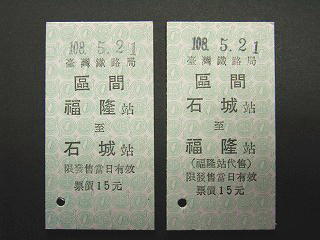 108. 5. 21
臺灣鐵路局
區間
福隆站
至
石城站
限發售當日有效
票價15元
108. 5. 21
臺灣鐵路局
區間
石城站
至
福隆站
(福隆站代售)
限發售當日有效
票價15元